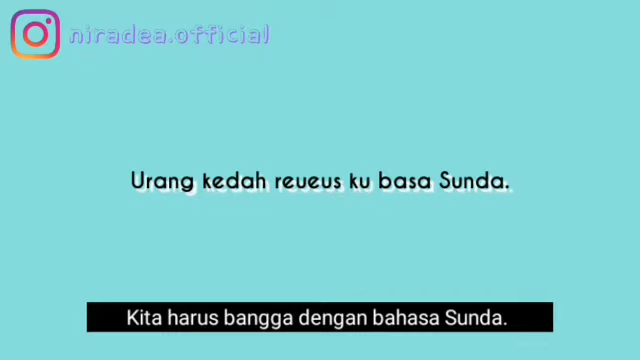 niradea.official
Urang kedah reueus ku basa Sunda.
Kita harus bangga dengan bahasa Sunda.